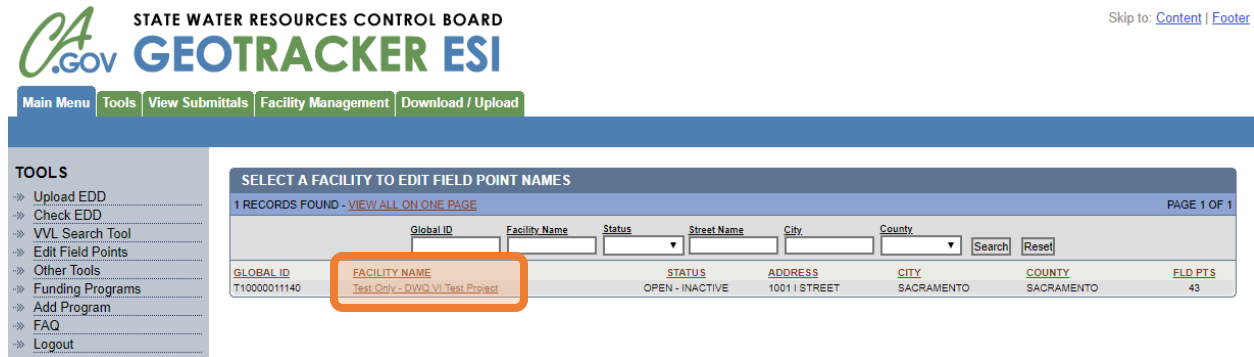 CA.GOV
STATE WATER RESOURCES CONTROL BOARD
GEOTRACKER ESI
Skip to: Content | Footer
Main Menu Tools View Submittals Facility Management Download / Upload
TOOLS
Upload EDD
Check EDD
VVL Search Tool
Edit Field Points
Other Tools
Funding Programs
Add Program
FAQ
Logout
SELECT A FACILITY TO EDIT FIELD POINT NAMES
1 RECORDS FOUND - VIEW ALL ON ONE PAGE PAGE 1 OF 1
Global ID Facility Name Status Street Name City County
Search Reset
GLOBAL ID FACILITY NAME STATUS ADDRESS CITY COUNTY FLD PTS
T10000011140 Test Only - DWQ VI Test Project OPEN - INACTIVE 1001 I STREET SACRAMENTO SACRAMENTO 43